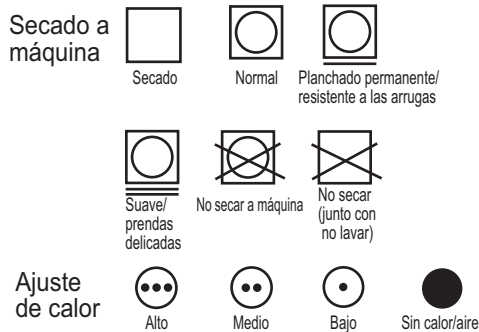 Secado a
máquina
Secado
Normal
Planchado permanente/
resistente a las arrugas
Suave/
prendas
delicadas
No secar a máquina
No secar
(junto con
no lavar)
Ajuste
de calor
Alto
Medio
Bajo
Sin calor/aire